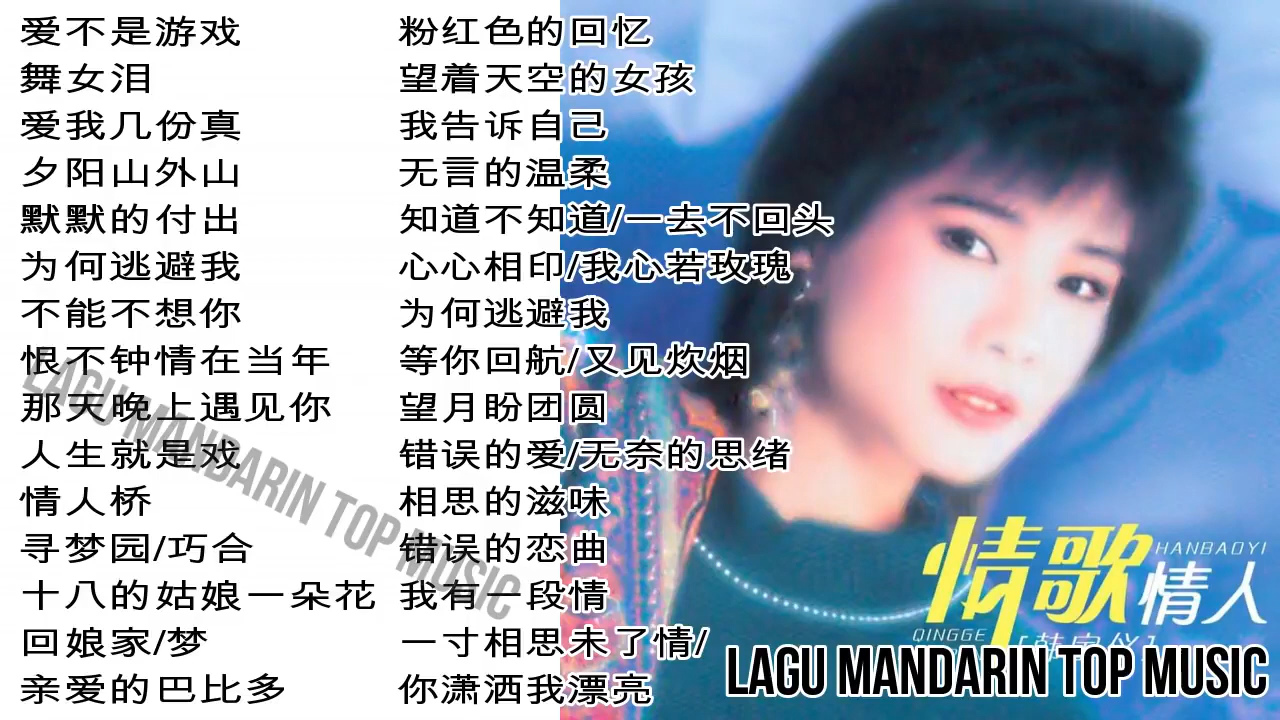 爱不是游戏
舞女泪
爱我几份真
夕阳山外山
默默的付出
为何逃避我
不能不想你
恨不钟情在当年
那天晚上遇见你
人生就是戏
情人桥
寻梦园/巧合
十八的姑娘一朵花
回娘家/梦
亲爱的巴比多
粉红色的回忆
望着天空的女孩
我告诉自己
无言的温柔
知道不知道/一去不回头
心心相印/我心若玫瑰
为何逃避我
等你回航/又见炊烟
望月盼团圆
错误的爱/无奈的思绪
相思的滋味
错误的恋曲
我有一段情
一寸相思未了情/
你潇洒我漂亮
LAGU MANDARIN TOP MUSIC
情歌
HANBAOYI
情人
QINGGE
LAGU MANDARIN TOP MUSIC